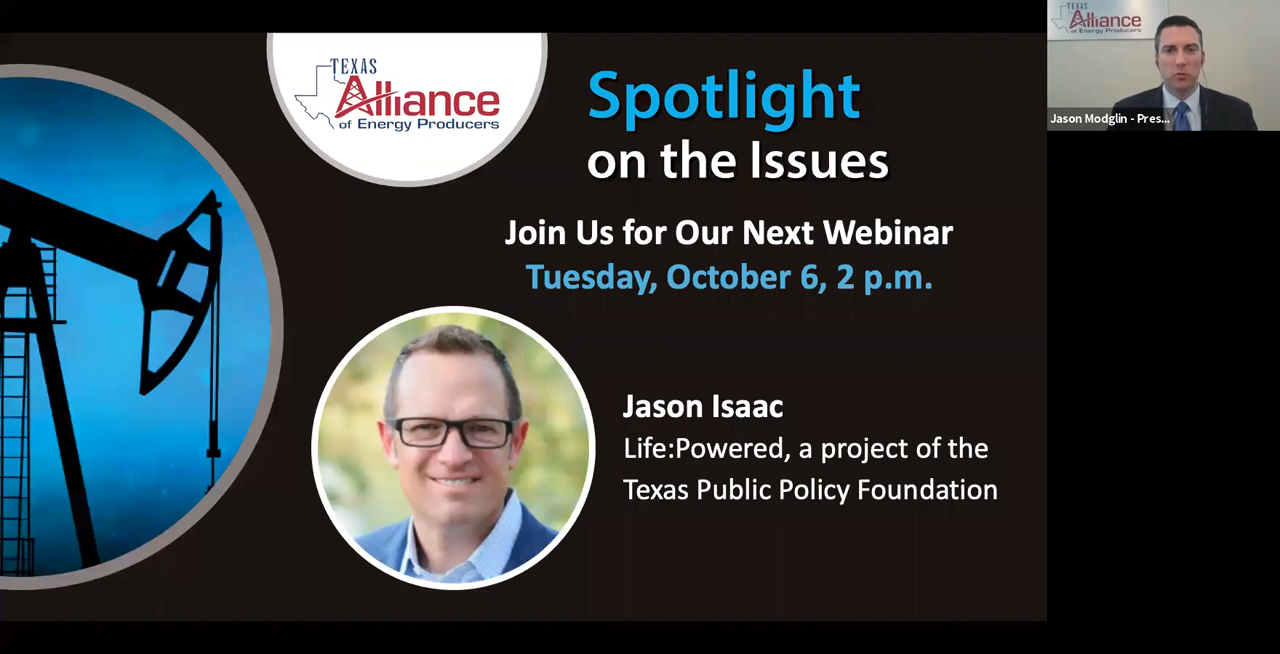 TEXAS
Alliance
of Energy Producers
Spotlight
on the Issues
Join Us for Our Next Webinar
Tuesday, October 6, 2 p.m.
Jason Isaac
Life:Powered, a project of the
Texas Public Policy Foundation
TEXAS
Alliance
of Energy Producers
Jason Modglin - Pres...